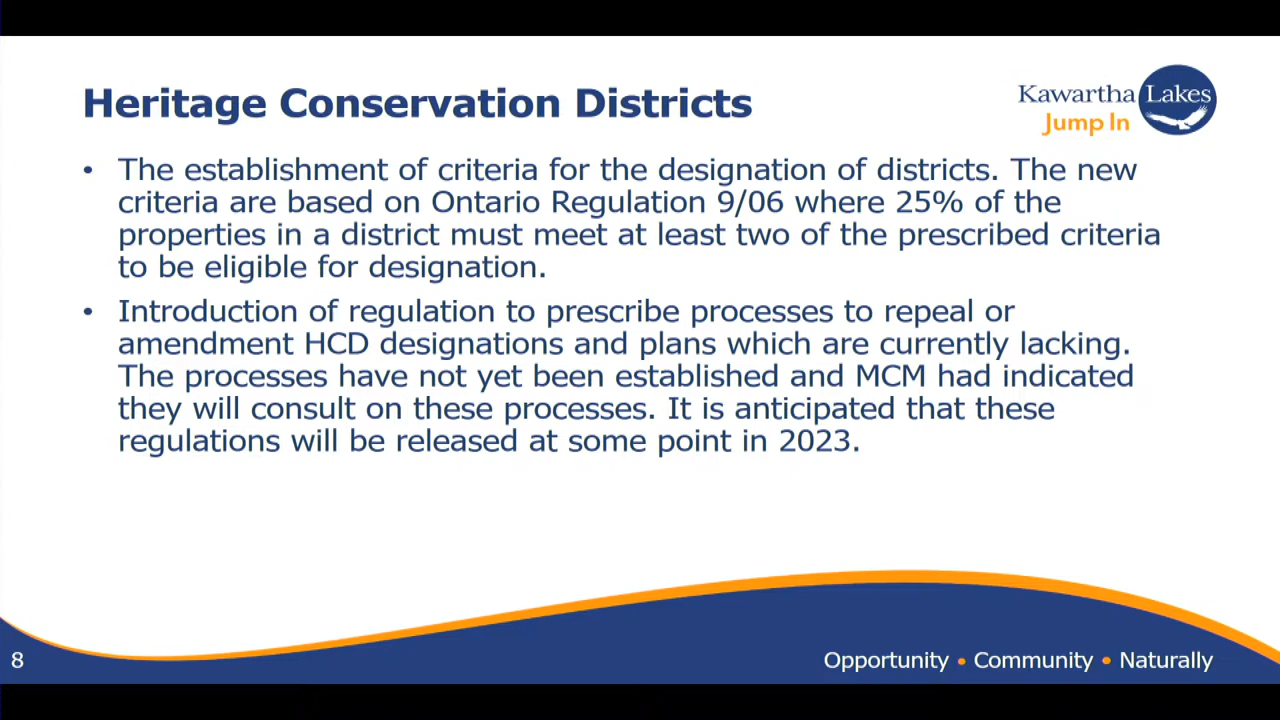 Heritage Conservation Districts
Kawartha Lakes
Jump In
• The establishment of criteria for the designation of districts. The new
criteria are based on Ontario Regulation 9/06 where 25% of the
properties in a district must meet at least two of the prescribed criteria
to be eligible for designation.
• Introduction of regulation to prescribe processes to repeal or
amendment HCD designations and plans which are currently lacking.
The processes have not yet been established and MCM had indicated
they will consult on these processes. It is anticipated that these
regulations will be released at some point in 2023.
8
Opportunity • Community • Naturally